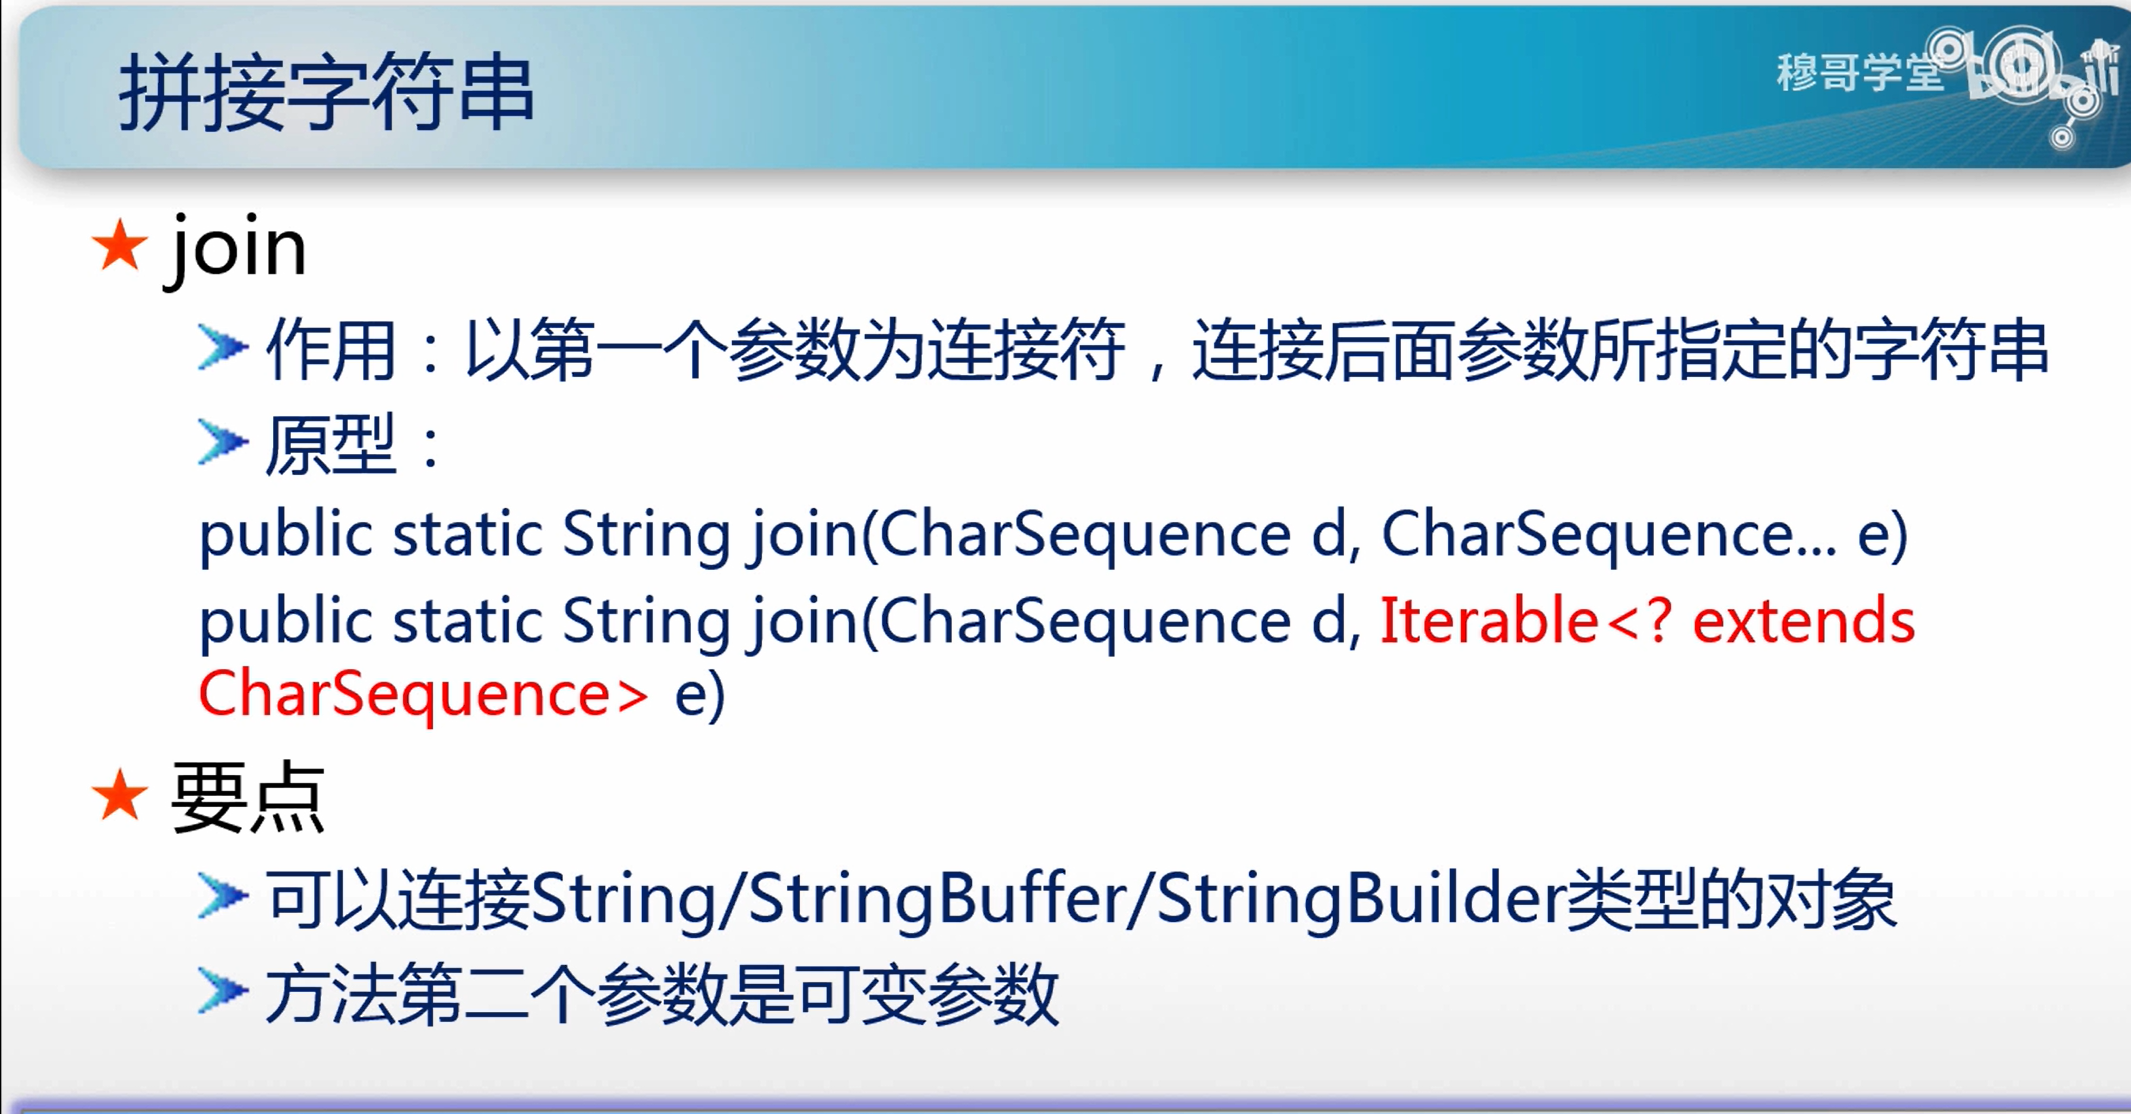 拼接字符串
穆哥学堂
bilibili
join
作用：以第一个参数为连接符，连接后面参数所指定的字符串
原型：
public static String join(CharSequence d, CharSequence... e)
public static String join(CharSequence d, Iterable<? extends
CharSequence> e)
要点
可以连接String/StringBuffer/StringBuilder类型的对象
方法第二个参数是可变参数